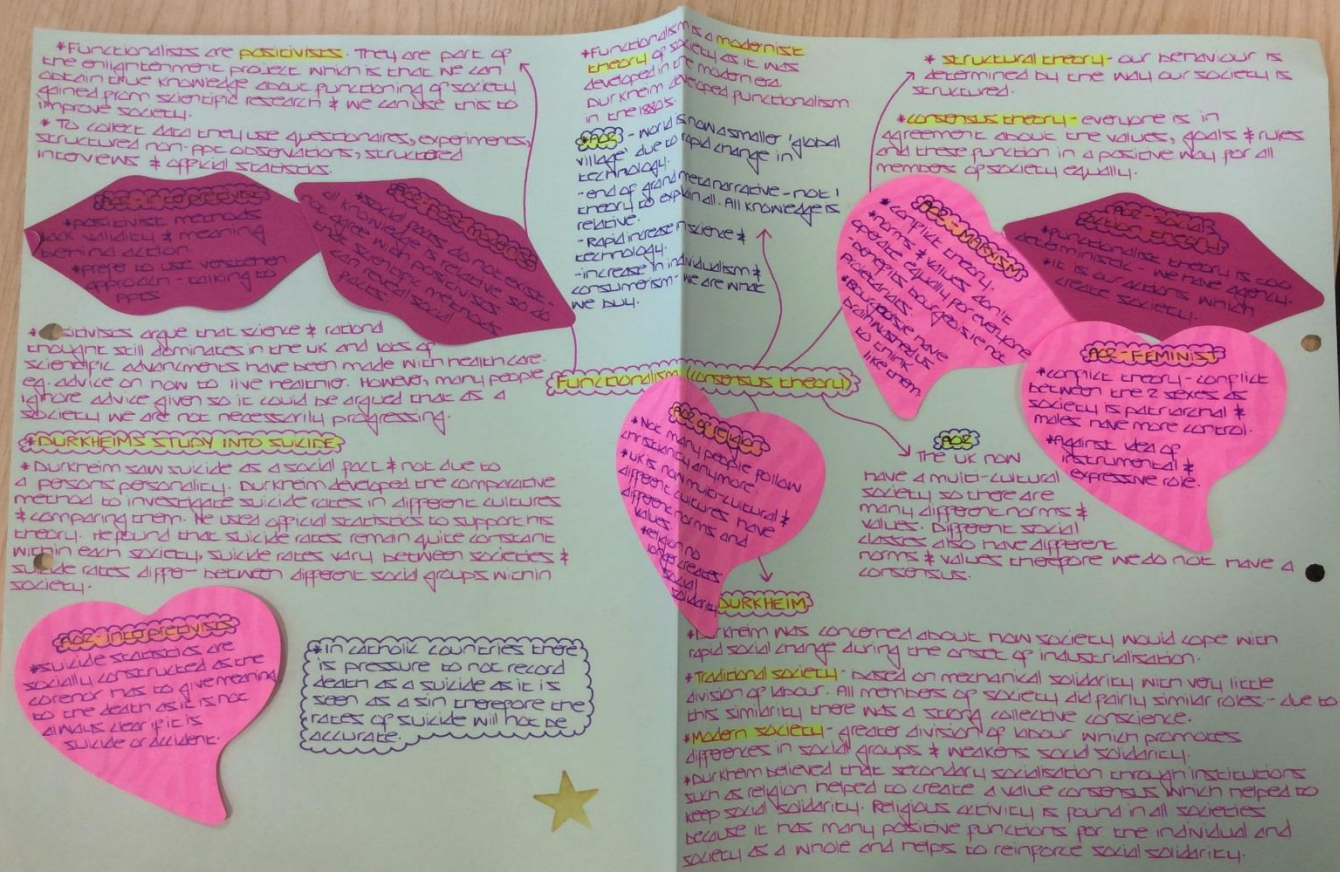 *Functionalists are positivists. They are part of
the enlightenment project which is that we can
obtain true knowledge about functioning of society
gained from scientific research & we can use this to
improve society.
*To collect data they use questionaires, experiments,
structured non-ppt observations, structured
interviews & official statistics.
AO2-interpretivists
*positivist methods
lack validity & meaning
behind action.
*prefer to use verstehen
approach - talking to
ppts.
AO2-Postmodernists
*social facts do not exist -
all knowledge is relative so do
not agree with positivists
that scientific methods
can reveal social
facts.
*Positivists argue that science & rational
thought still dominates in the UK and lots of
scientific advancments have been made with healthcare.
eg. advice on how to live healthier. However, many people
ignore advice given so it could be argued that as a
society we are not necessarily progressing.
*DURKHEIMS STUDY INTO SUICIDE
*Durkheim saw suicide as a social fact & not due to
a persons personality. Durkheim developed the comparative
method to investigate suicide rates in different cultures
& comparing them. He used official statistics to support his
theory. He found that suicide rates remain quite constant
within each society, suicide rates vary between societies &
suicide rates differ between different social groups within
society.
AO2-interpretivists
*suicide statistics are
socially constructed as the
corenor has to give meaning
to the death as it is not
always clear if it is
suicide or accident.
*In catholic countries there
is pressure to not record
death as a suicide as it is
seen as a sin therefore the
rates of suicide will not be
accurate.
*Functionalism is a modernist
theory of society as it was
developed in the modern era.
Durkheim developed functionalism
in the 1880s.
AO2 - world is now a smaller 'global
village' due to rapid change in
technology.
-end of grand metanarrative - not 1
theory to explain all. All knowledge is
relative.
-Rapid increase in science &
technology.
-increase in individualism &
consumerism - we are what
we buy.
Functionalism (consensus theory)
*structural theory - our behaviour is
determined by the way our society is
structured.
*consensus theory - everyone is in
agreement about the values, goals & rules
and these function in a positive way for all
members of society equally.
AO2-MARXISM
*conflict theory.
*norms & values don't
operate equally for everyone
- benefits bourgeoisie not
proletariats.
*Bourgeoisie have
brainwashed us
to think
like them.
AO2-social
action theory
*functionalist theory is too
deterministic - we have agency.
*it is our actions which
create society.
AO2-FEMINIST
*conflict theory - conflict
between the 2 sexes as
society is patriarchal &
males have more control.
*Against idea of
instrumental &
expressive role.
AO2
The UK now
have a multi-cultural
society so there are
many different norms &
values. Different social
classes also have different
norms & values therefore we do not have a
consensus.
AO2-religion
*Not many people follow
christianity anymore
*UK is now multi-cultural &
different cultures have
different norms and
values
*religion no
longer creates
social
solidarity
DURKHEIM
*Durkheim was concerned about how society would cope with
rapid social change during the onset of industrialisation.
*Traditional society - based on mechanical solidarity with very little
division of labour. All members of society did fairly similar roles - due to
this similarity there was a strong collective conscience.
*Modern society - greater division of labour which promotes
differences in social groups & weakens social solidarity.
*Durkheim believed that secondary socialisation through institutions
such as religion helped to create a value consensus which helped to
keep social solidarity. Religious activity is found in all societies
because it has many positive functions for the individual and
society as a whole and helps to reinforce social solidarity.